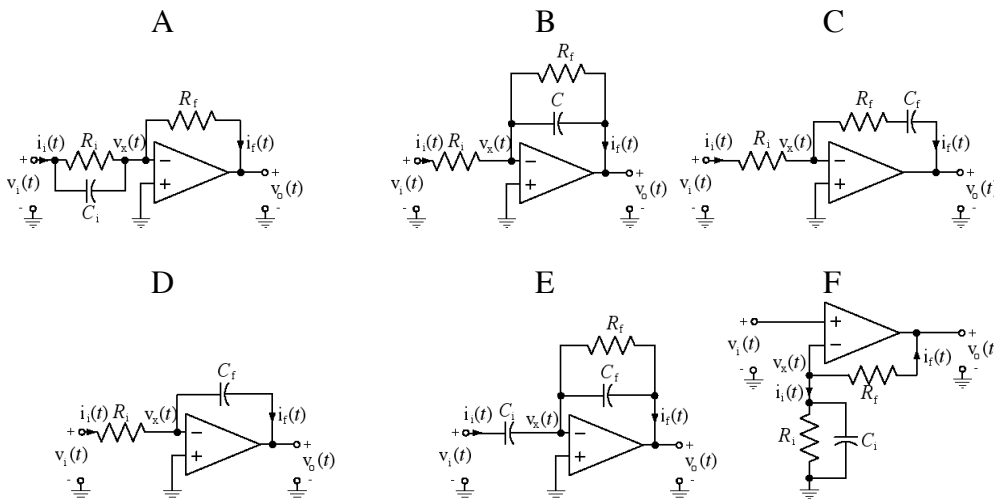 A
B
C
R_f
i_i(t) R_i v_x(t) i_f(t)
+ − + +
v_i(t) C_i v_o(t)
- -
R_f
C
i_i(t) R_i v_x(t) i_f(t)
+ − + +
v_i(t) v_o(t)
- -
R_f C_f
i_i(t) R_i v_x(t) i_f(t)
+ − + +
v_i(t) v_o(t)
- -
D
E
F
C_f
i_i(t) R_i v_x(t) i_f(t)
+ − + +
v_i(t) v_o(t)
- -
R_f
C_f
i_i(t) C_i v_x(t) i_f(t)
+ − + +
v_i(t) v_o(t)
- -
+ + − +
v_i(t) v_x(t) i_f(t) v_o(t)
- -
i_i(t) R_f
R_i C_i